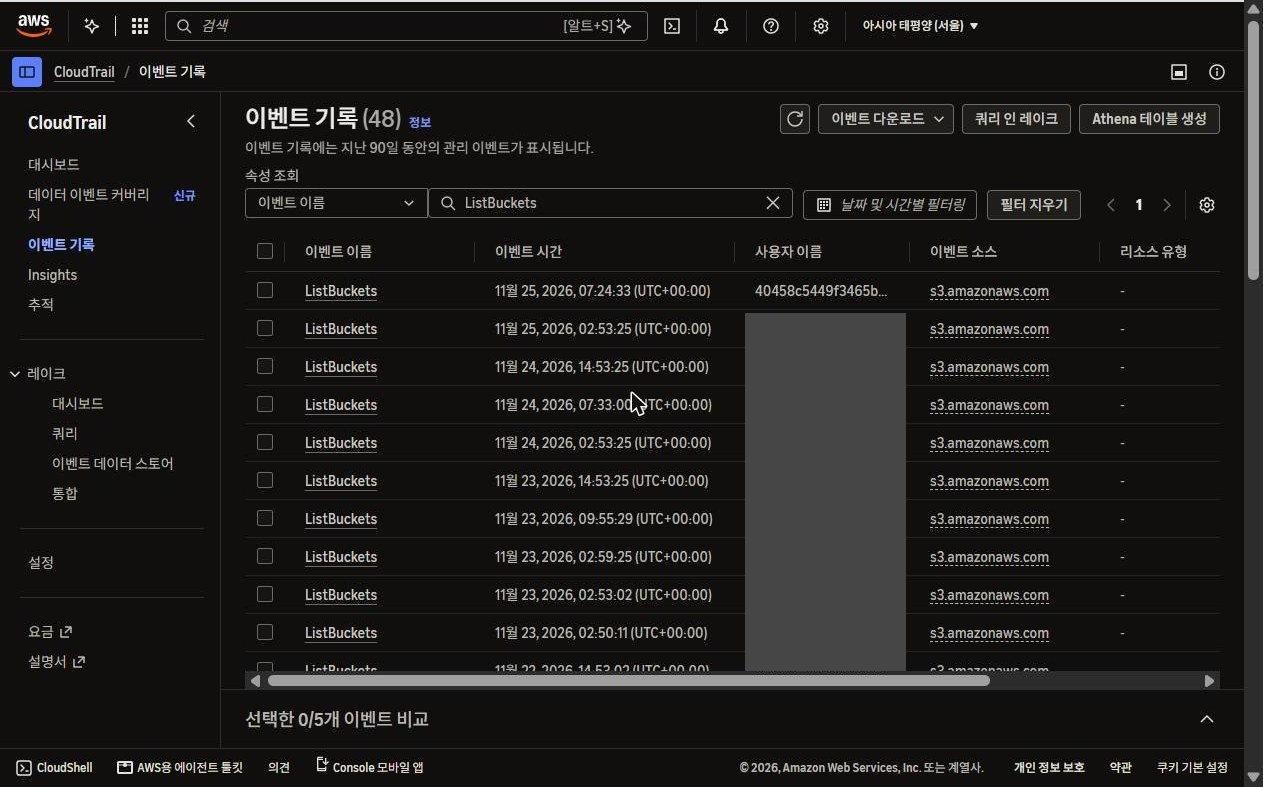 aws
검색 [알트+S] 아시아 태평양 (서울)
CloudTrail / 이벤트 기록
CloudTrail
대시보드
데이터 이벤트 커버리지 신규
이벤트 기록
Insights
추적
레이크
대시보드
쿼리
이벤트 데이터 스토어
통합
설정
요금
설명서
이벤트 기록 (48) 정보
이벤트 다운로드 쿼리 인 레이크 Athena 테이블 생성
이벤트 기록에는 지난 90일 동안의 관리 이벤트가 표시됩니다.
속성 조회
이벤트 이름 ListBuckets 날짜 및 시간별 필터링 필터 지우기 1
이벤트 이름 이벤트 시간 사용자 이름 이벤트 소스 리소스 유형
ListBuckets 11월 25, 2026, 07:24:33 (UTC+00:00) 40458c5449f3465b... s3.amazonaws.com -
ListBuckets 11월 25, 2026, 02:53:25 (UTC+00:00) s3.amazonaws.com -
ListBuckets 11월 24, 2026, 14:53:25 (UTC+00:00) s3.amazonaws.com -
ListBuckets 11월 24, 2026, 07:33:00 (UTC+00:00) s3.amazonaws.com -
ListBuckets 11월 24, 2026, 02:53:25 (UTC+00:00) s3.amazonaws.com -
ListBuckets 11월 23, 2026, 14:53:25 (UTC+00:00) s3.amazonaws.com -
ListBuckets 11월 23, 2026, 09:55:29 (UTC+00:00) s3.amazonaws.com -
ListBuckets 11월 23, 2026, 02:59:25 (UTC+00:00) s3.amazonaws.com -
ListBuckets 11월 23, 2026, 02:53:02 (UTC+00:00) s3.amazonaws.com -
ListBuckets 11월 23, 2026, 02:50:11 (UTC+00:00) s3.amazonaws.com -
ListBuckets 11월 22, 2026, 14:53:02 (UTC+00:00) s3.amazonaws.com -
선택한 0/5개 이벤트 비교
CloudShell AWS용 에이전트 툴킷 의견 Console 모바일 앱 © 2026, Amazon Web Services, Inc. 또는 계열사. 개인 정보 보호 약관 쿠키 기본 설정